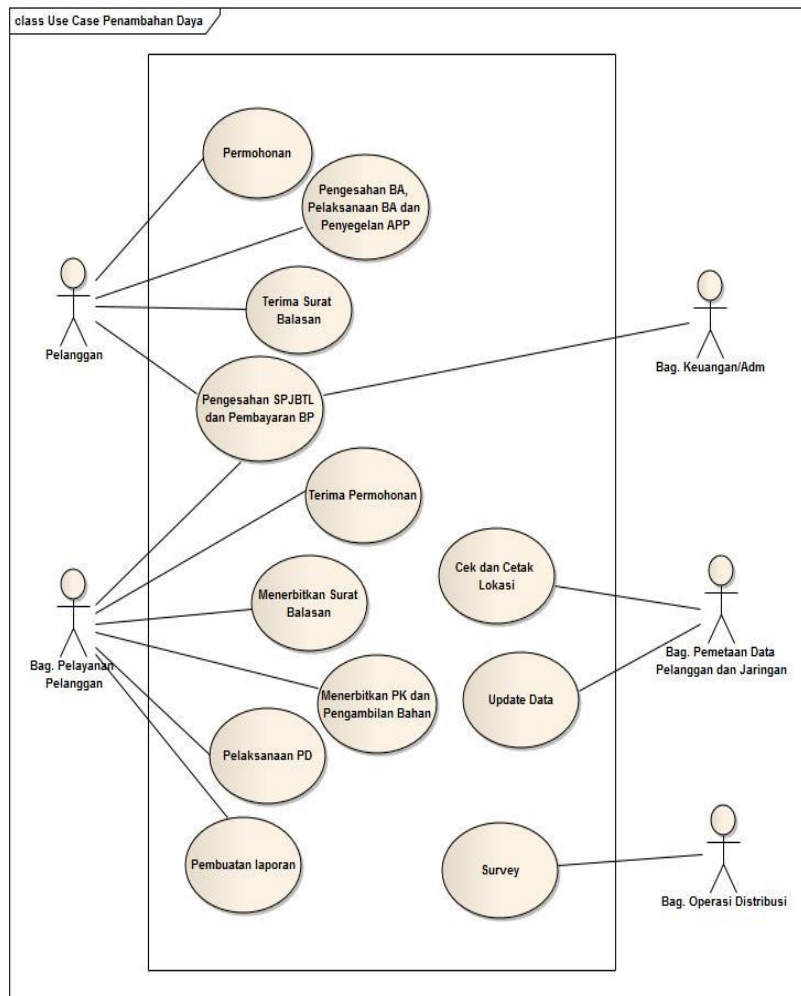 class Use Case Penambahan Daya
Permohonan
Pengesahan BA,
Pelaksanaan BA dan
Penyegelan APP
Terima Surat
Balasan
Pelanggan
Bag. Keuangan/Adm
Pengesahan SPJBTL
dan Pembayaran BP
Terima Permohonan
Cek dan Cetak
Lokasi
Menerbitkan Surat
Balasan
Bag. Pelayanan
Pelanggan
Bag. Pemetaan Data
Pelanggan dan Jaringan
Menerbitkan PK dan
Pengambilan Bahan
Update Data
Pelaksanaan PD
Pembuatan laporan
Survey
Bag. Operasi Distribusi